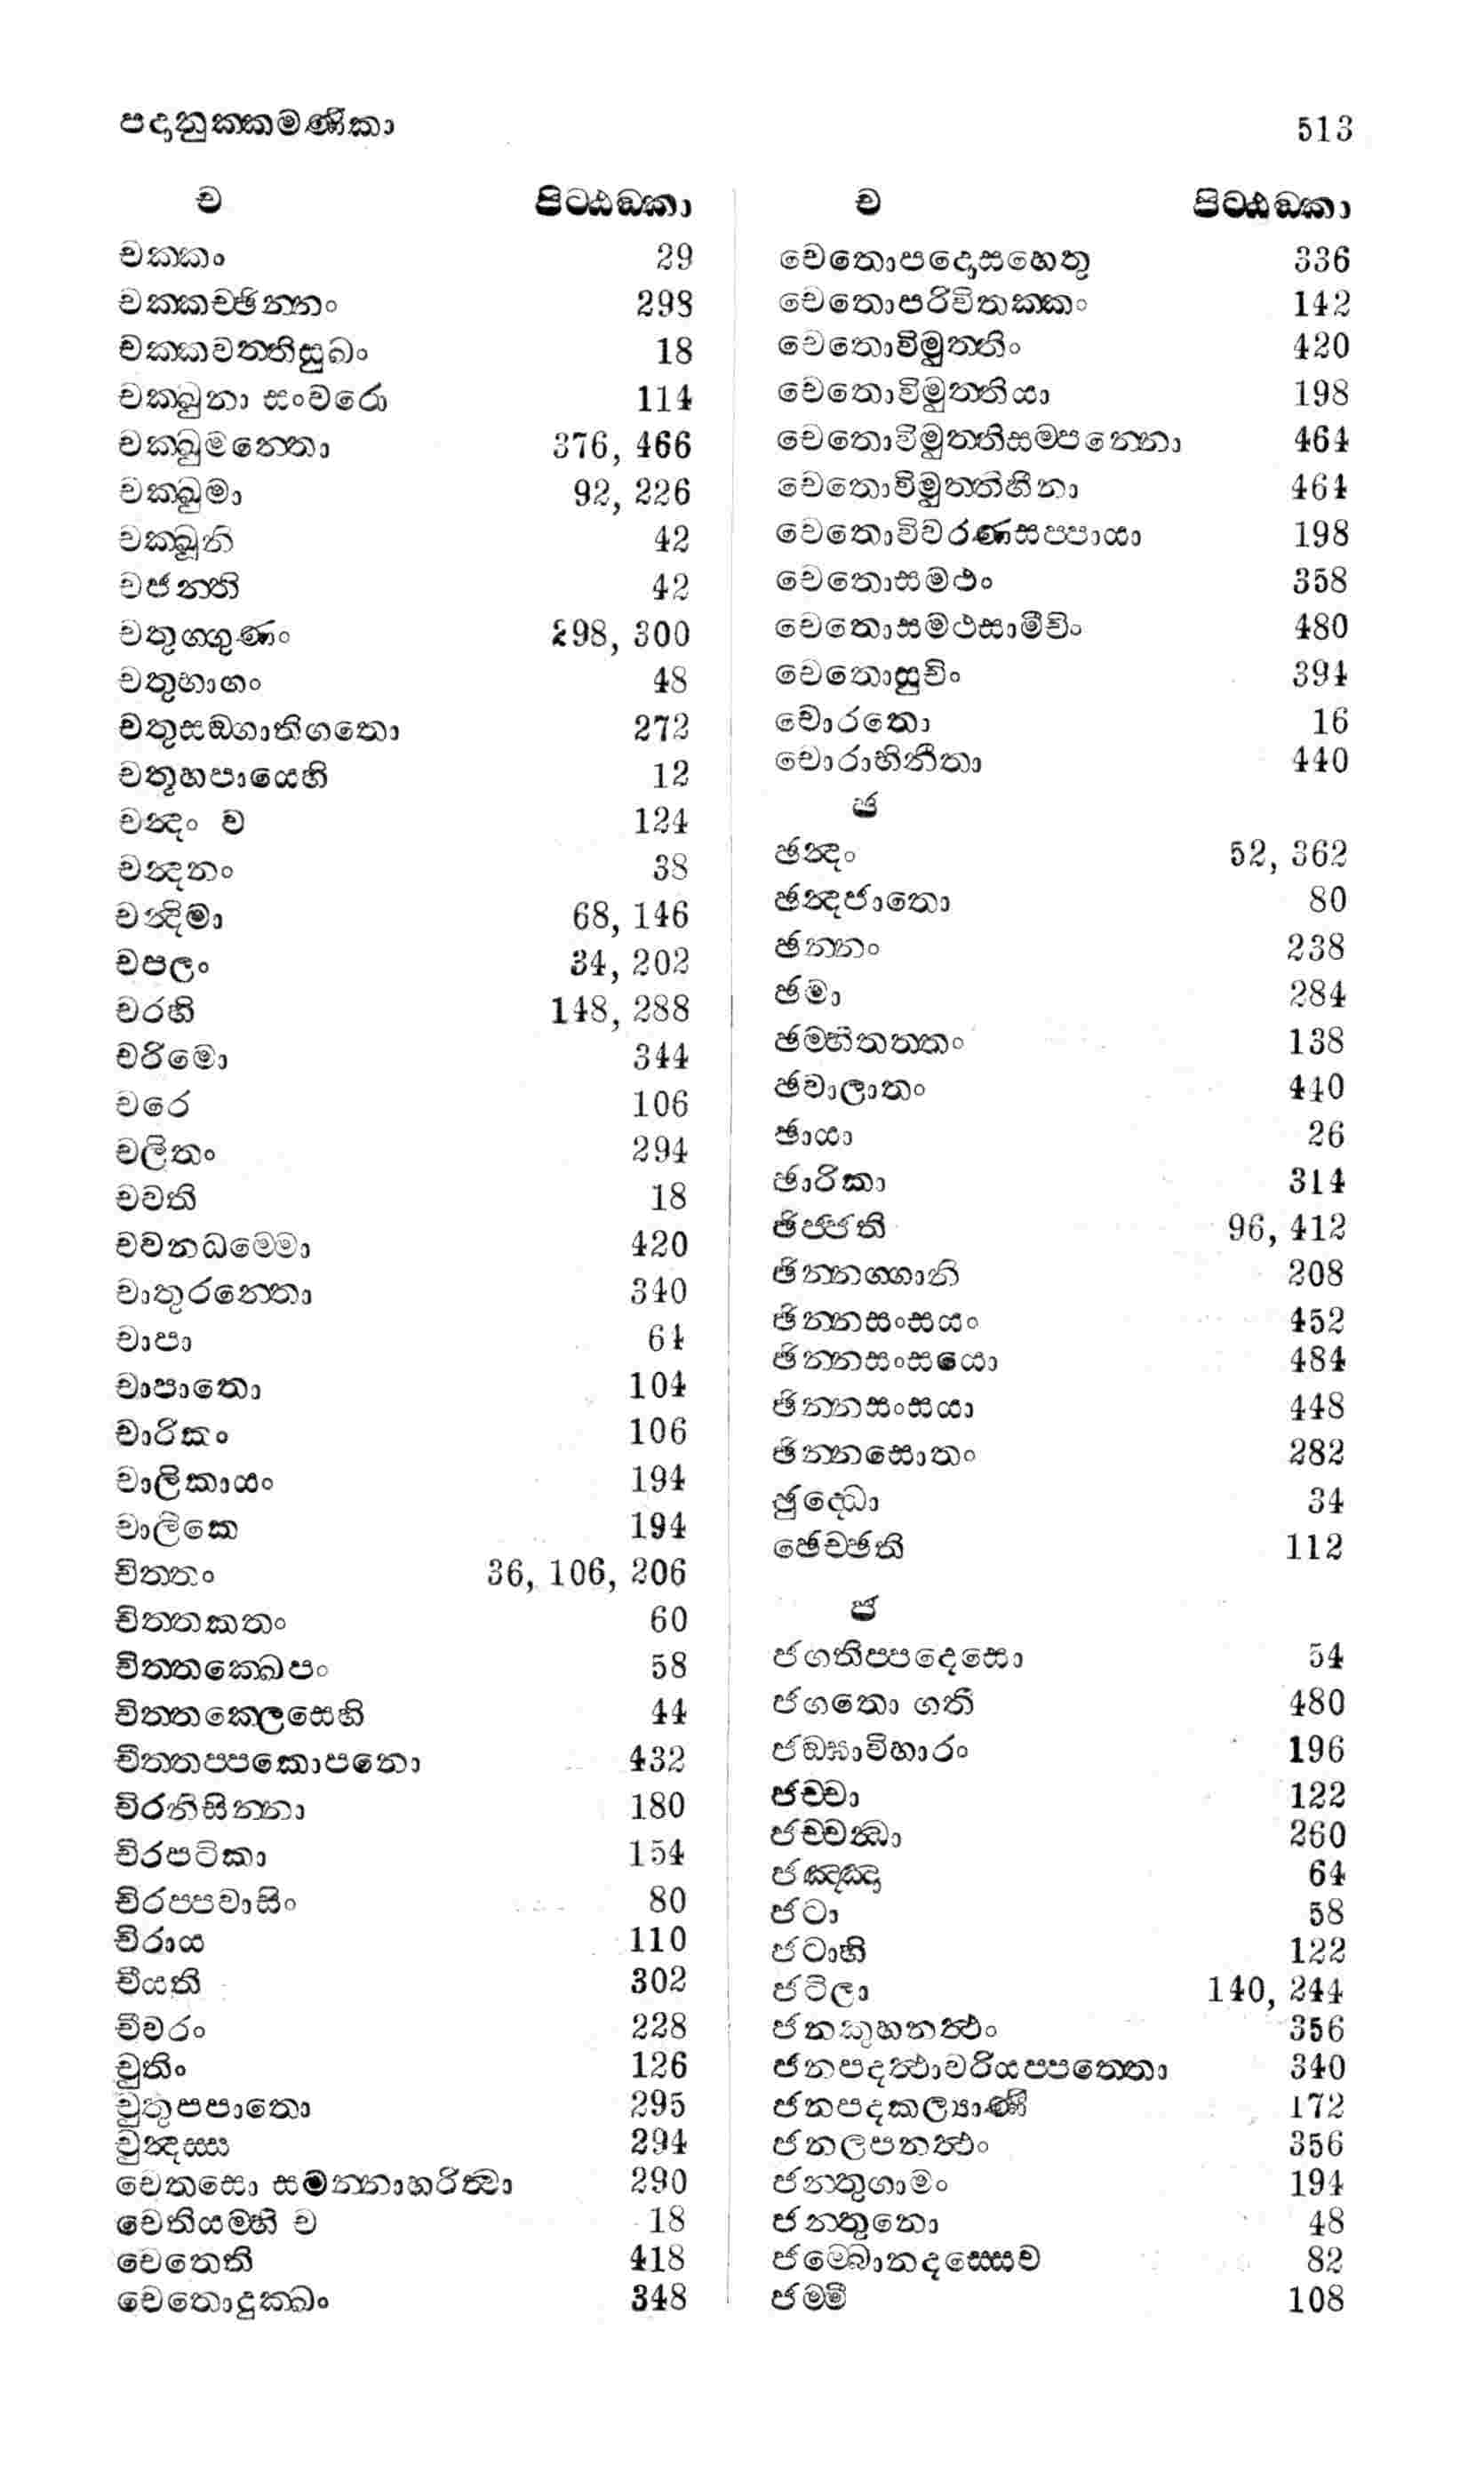 පදානුක්කමණිකා 513
ච පිට්ඨඞ්කා
චක්කං 29
චක්කච්ඡින්නං 298
චක්කවත්තිසුඛං 18
චක්ඛුනා සංවරො 114
චක්ඛුමන්තො 376, 466
චක්ඛුමා 92, 226
චක්ඛූනි 42
චජන්ති 42
චතුග්ගුණං 298, 300
චතුභාගං 48
චතුසඞ්ගාතිගතො 272
චතූහපායෙහි 12
චන්දං ව 124
චන්දනං 38
චන්දිමා 68, 146
චපලං 34, 202
චරහි 148, 288
චරිමො 344
චරෙ 106
චලිතං 294
චවති 18
චවනධම්මො 420
චාතුරන්තො 340
චාපා 64
චාපාතො 104
චාරිකං 106
චාලිකායං 194
චාලිකෙ 194
චිත්තං 36, 106, 206
චිත්තකතං 60
චිත්තක්ඛෙපං 58
චිත්තක්ලෙසෙහි 44
චිත්තප්පකොපනො 432
චිරනිසින්නා 180
චිරපටිකා 154
චිරප්පවාසිං 80
චිරාය 110
චීයති 302
චීවරං 228
චුතිං 126
චුතුපපාතො 295
චුන්දස්ස 294
චෙතසො සමන්නාහරිත්වා 290
චෙතියම්හි ච 18
චෙතෙති 418
චෙතොදුක්ඛං 348
ච පිට්ඨඞ්කා
චෙතොපදොසහෙතු 336
චෙතොපරිවිතක්කං 142
චෙතොවිමුත්තිං 420
චෙතොවිමුත්තියා 198
චෙතොවිමුත්තිසම්පන්නො 464
චෙතොවිමුත්තිහීනා 464
චෙතොවිවරණසප්පායා 198
චෙතොසමථං 358
චෙතොසමථසාමීචිං 480
චෙතොසුචිං 394
චොරතො 16
චොරාභිනීතා 440
ඡ
ඡන්දං 52, 362
ඡන්දජාතො 80
ඡන්නං 238
ඡමා 284
ඡම්භිතත්තං 138
ඡවාලාතං 440
ඡායා 26
ඡාරිකා 314
ඡිජ්ජති 96, 412
ඡින්නග්ගානි 208
ඡින්නසංසයං 452
ඡින්නසංසයො 484
ඡින්නසංසයා 448
ඡින්නසොතං 282
ඡුද්ධො 34
ඡෙච්ඡති 112
ජ
ජගතිප්පදෙසො 54
ජගතො ගතී 480
ජඞ්ඝාවිහාරං 196
ජච්චා 122
ජච්චන්ධා 260
ජඤ්ඤා 64
ජටා 58
ජටාහි 122
ජටිලා 140, 244
ජනකුහනත්ථං 356
ජනපදත්ථාවරියප්පත්තො 340
ජනපදකල්‍යාණී 172
ජනලපනත්ථං 356
ජන්තුගාමං 194
ජන්තුනො 48
ජම්බොනදස්සෙව 82
ජම්මී 108